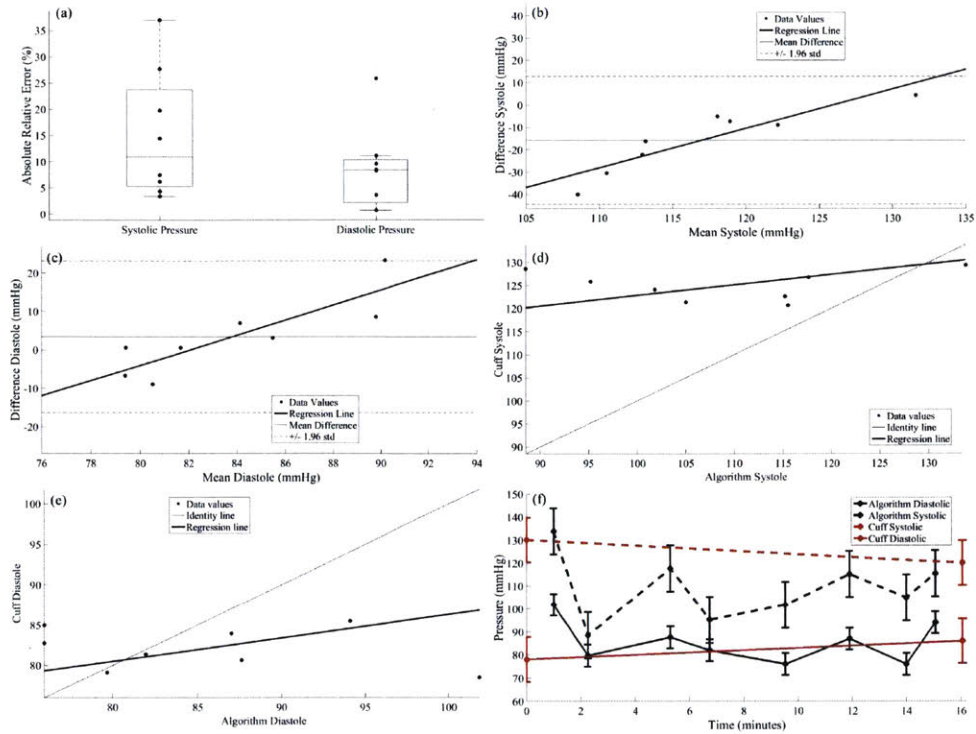 (a)
Absolute Relative Error (%)
35
30
25
20
15
10
5
0
Systolic Pressure
Diastolic Pressure
(b)
Data Values
Regression Line
Mean Difference
+/- 1.96 std
Difference Systole (mmHg)
40
30
20
10
0
-10
-20
-30
-40
105
110
115
120
125
130
135
Mean Systole (mmHg)
(c)
Difference Diastole (mmHg)
20
10
0
-10
-20
Data Values
Regression Line
Mean Difference
+/- 1.96 std
76
78
80
82
84
86
88
90
92
94
Mean Diastole (mmHg)
(d)
Cuff Systole
130
125
120
115
110
105
100
95
90
Data values
Identity line
Regression line
90
95
100
105
110
115
120
125
130
Algorithm Systole
(e)
Data values
Identity line
Regression line
Cuff Diastole
100
95
90
85
80
80
85
90
95
100
Algorithm Diastole
(f)
Algorithm Diastolic
Algorithm Systolic
Cuff Systolic
Cuff Diastolic
Pressure (mmHg)
150
140
130
120
110
100
90
80
70
60
0
2
4
6
8
10
12
14
16
Time (minutes)